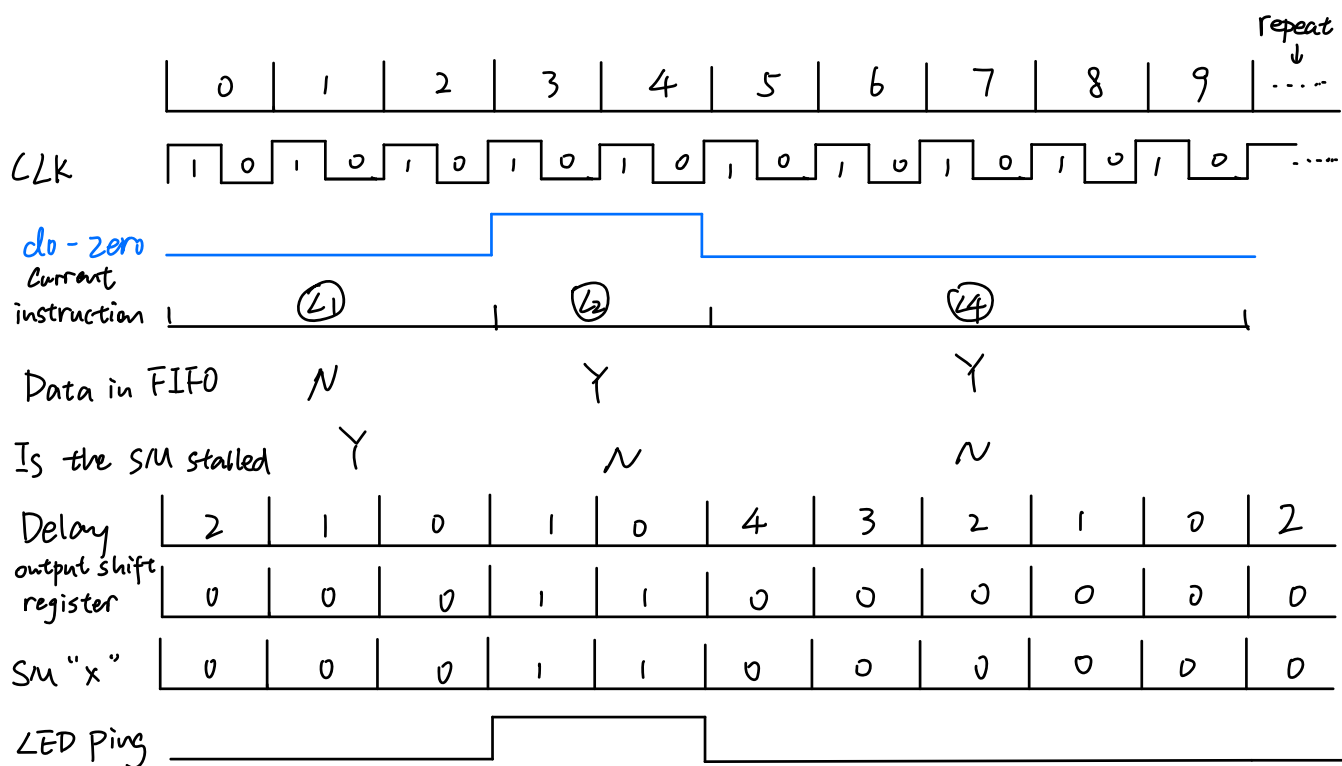 repeat
0 1 2 3 4 5 6 7 8 9 .....
CLK 1 0 1 0 1 0 1 0 1 0 1 0 1 0 1 0 1 0 1 0 .....
do-zero
Current
instruction L1 L2 L4
Data in FIFO N Y Y
Is the SM stalled Y N N
Delay 2 1 0 1 0 4 3 2 1 0 2
output shift
register 0 0 0 1 1 0 0 0 0 0 0
SM "x" 0 0 0 1 1 0 0 0 0 0 0
LED Ping